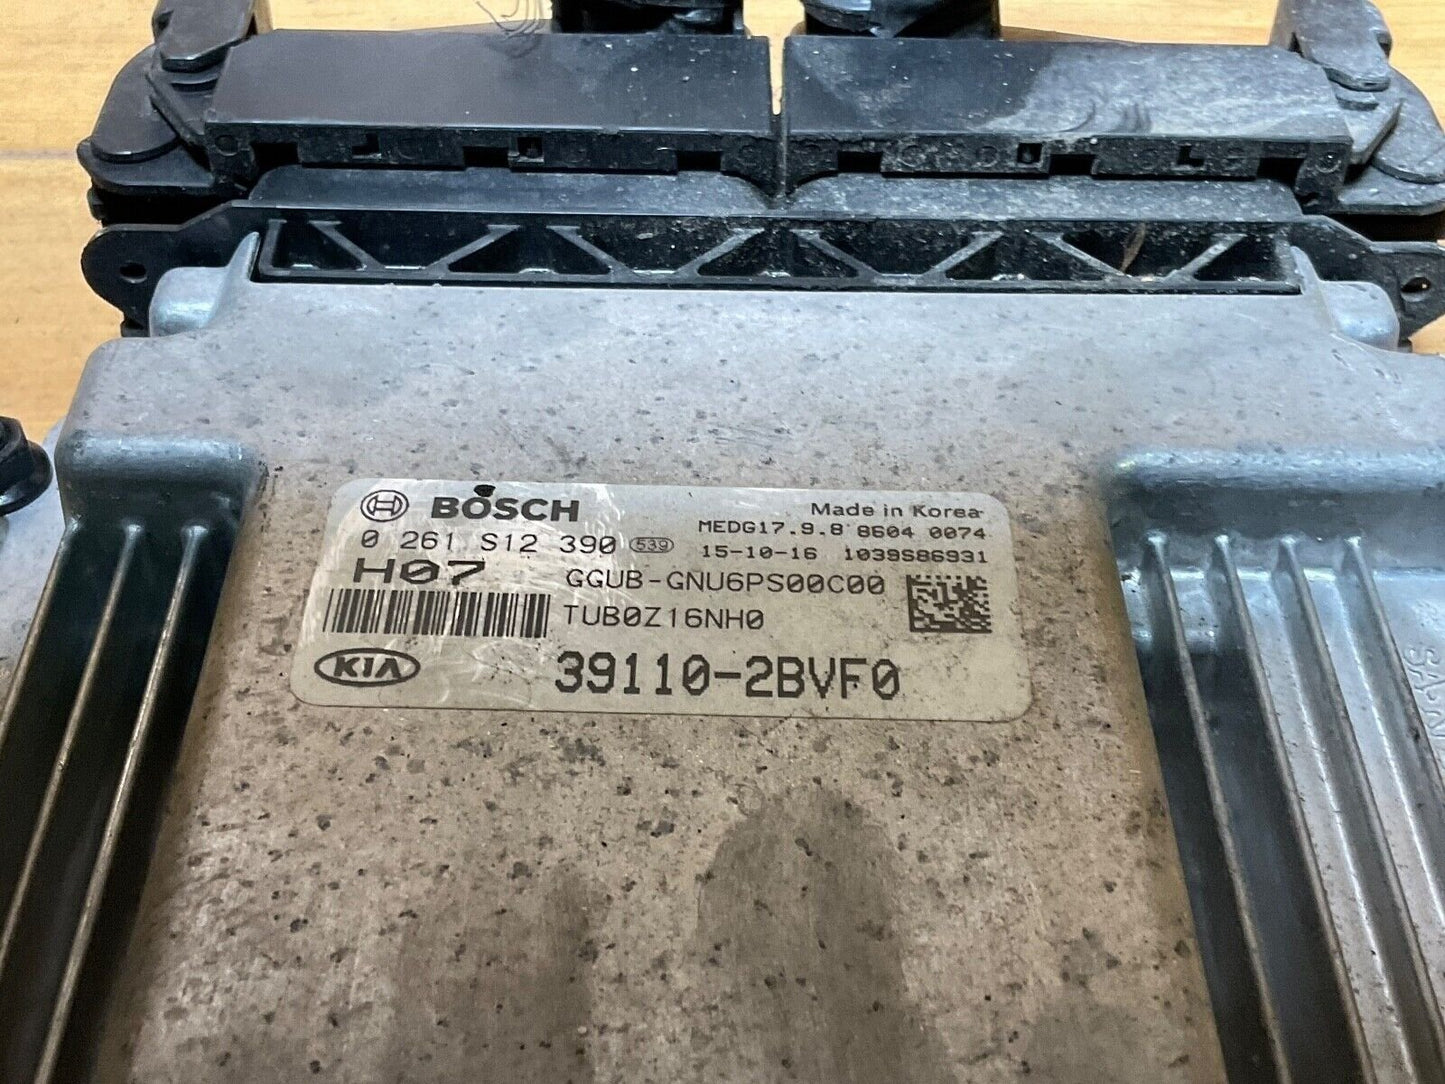 BOSCH
Made in Korea
0 261 S12 390 539
MEDG17.9.8 8604 0074
15-10-16 1039S86931
H07
GGUB-GNU6PS00C00
TUB0Z16NH0
KIA
39110-2BVF0